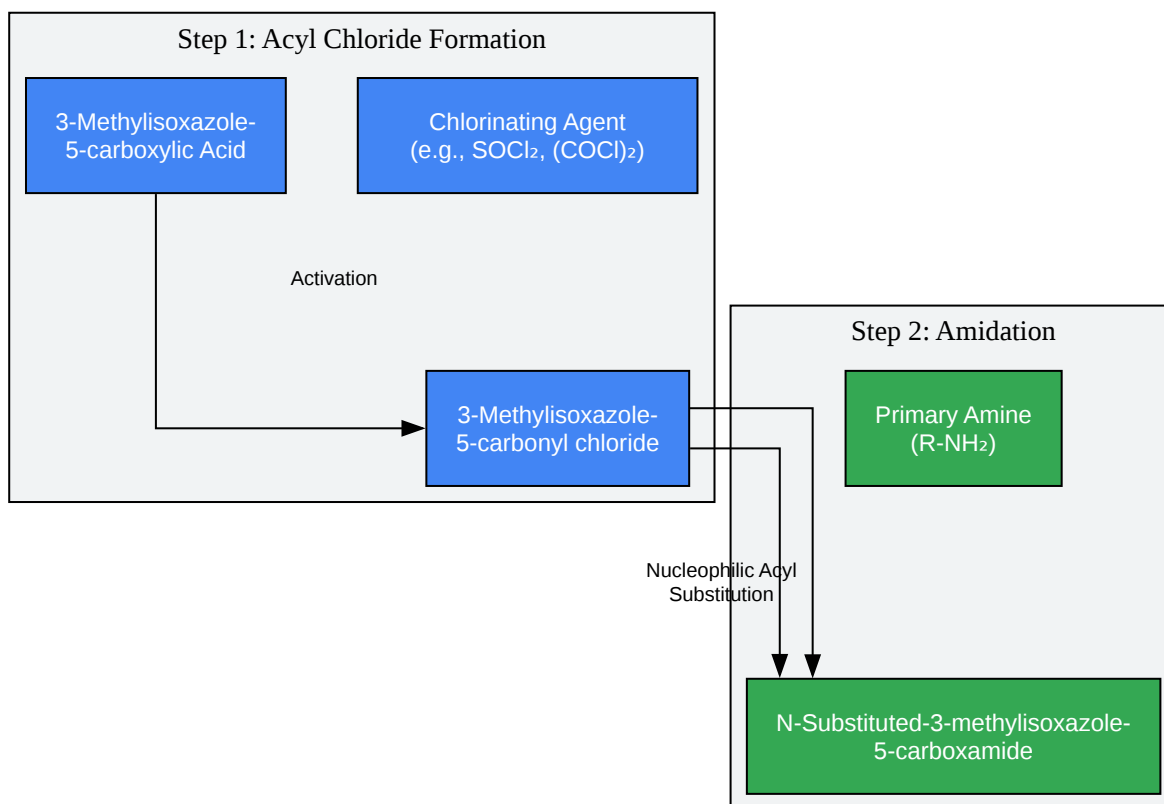 Step 1: Acyl Chloride Formation
3-Methylisoxazole-
5-carboxylic Acid
Chlorinating Agent
(e.g., SOCl₂, (COCl)₂)
Activation
3-Methylisoxazole-
5-carbonyl chloride
Step 2: Amidation
Primary Amine
(R-NH₂)
Nucleophilic Acyl
Substitution
N-Substituted-3-methylisoxazole-
5-carboxamide